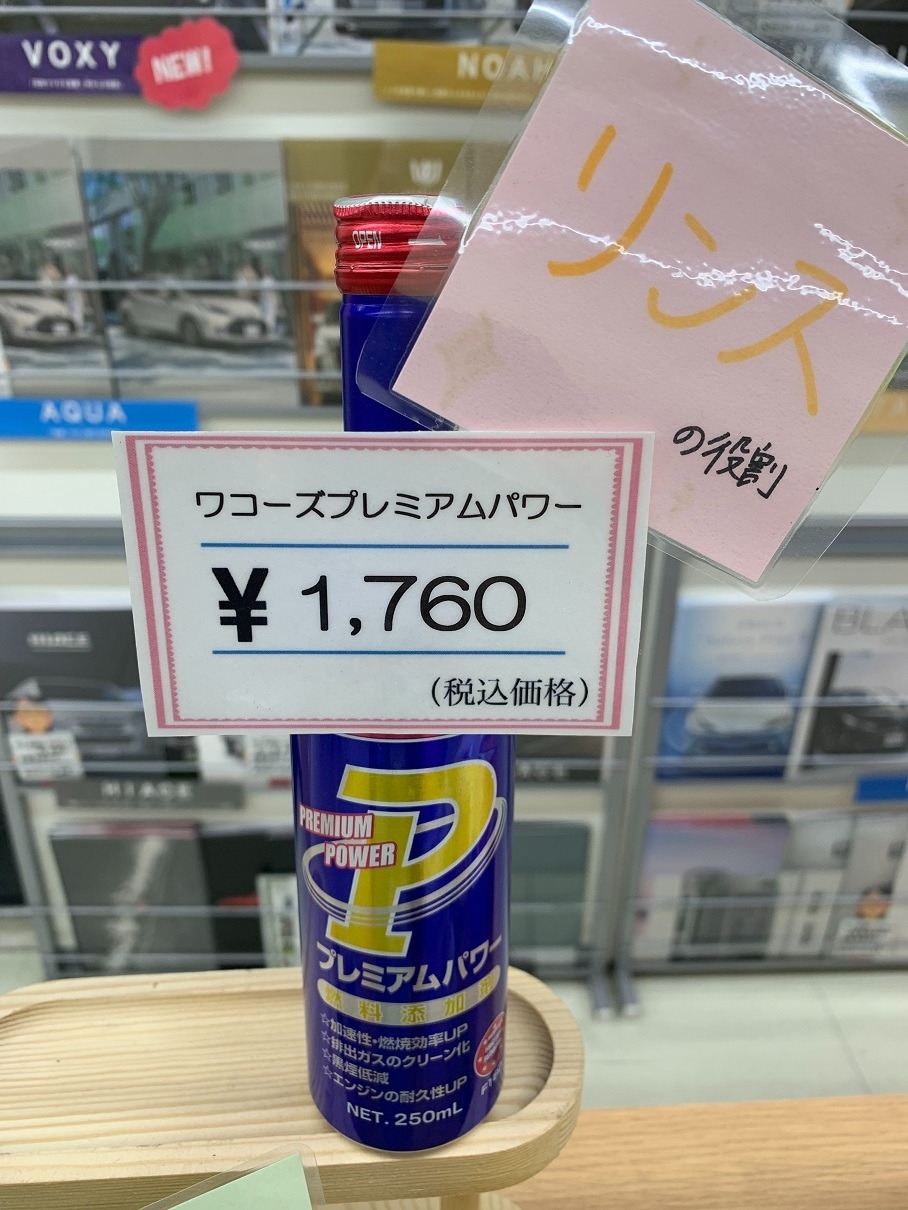 VOXY
NEW!
NOAH
リンス
の役割
OPEN
AQUA
ワコーズプレミアムパワー
¥1,760
(税込価格)
BLA
HIACE
P
PREMIUM
POWER
プレミアムパワー
燃料添加剤
☆加速性・燃焼効率UP
☆排出ガスのクリーン化
☆黒煙低減
☆エンジンの耐久性UP
NET. 250mL